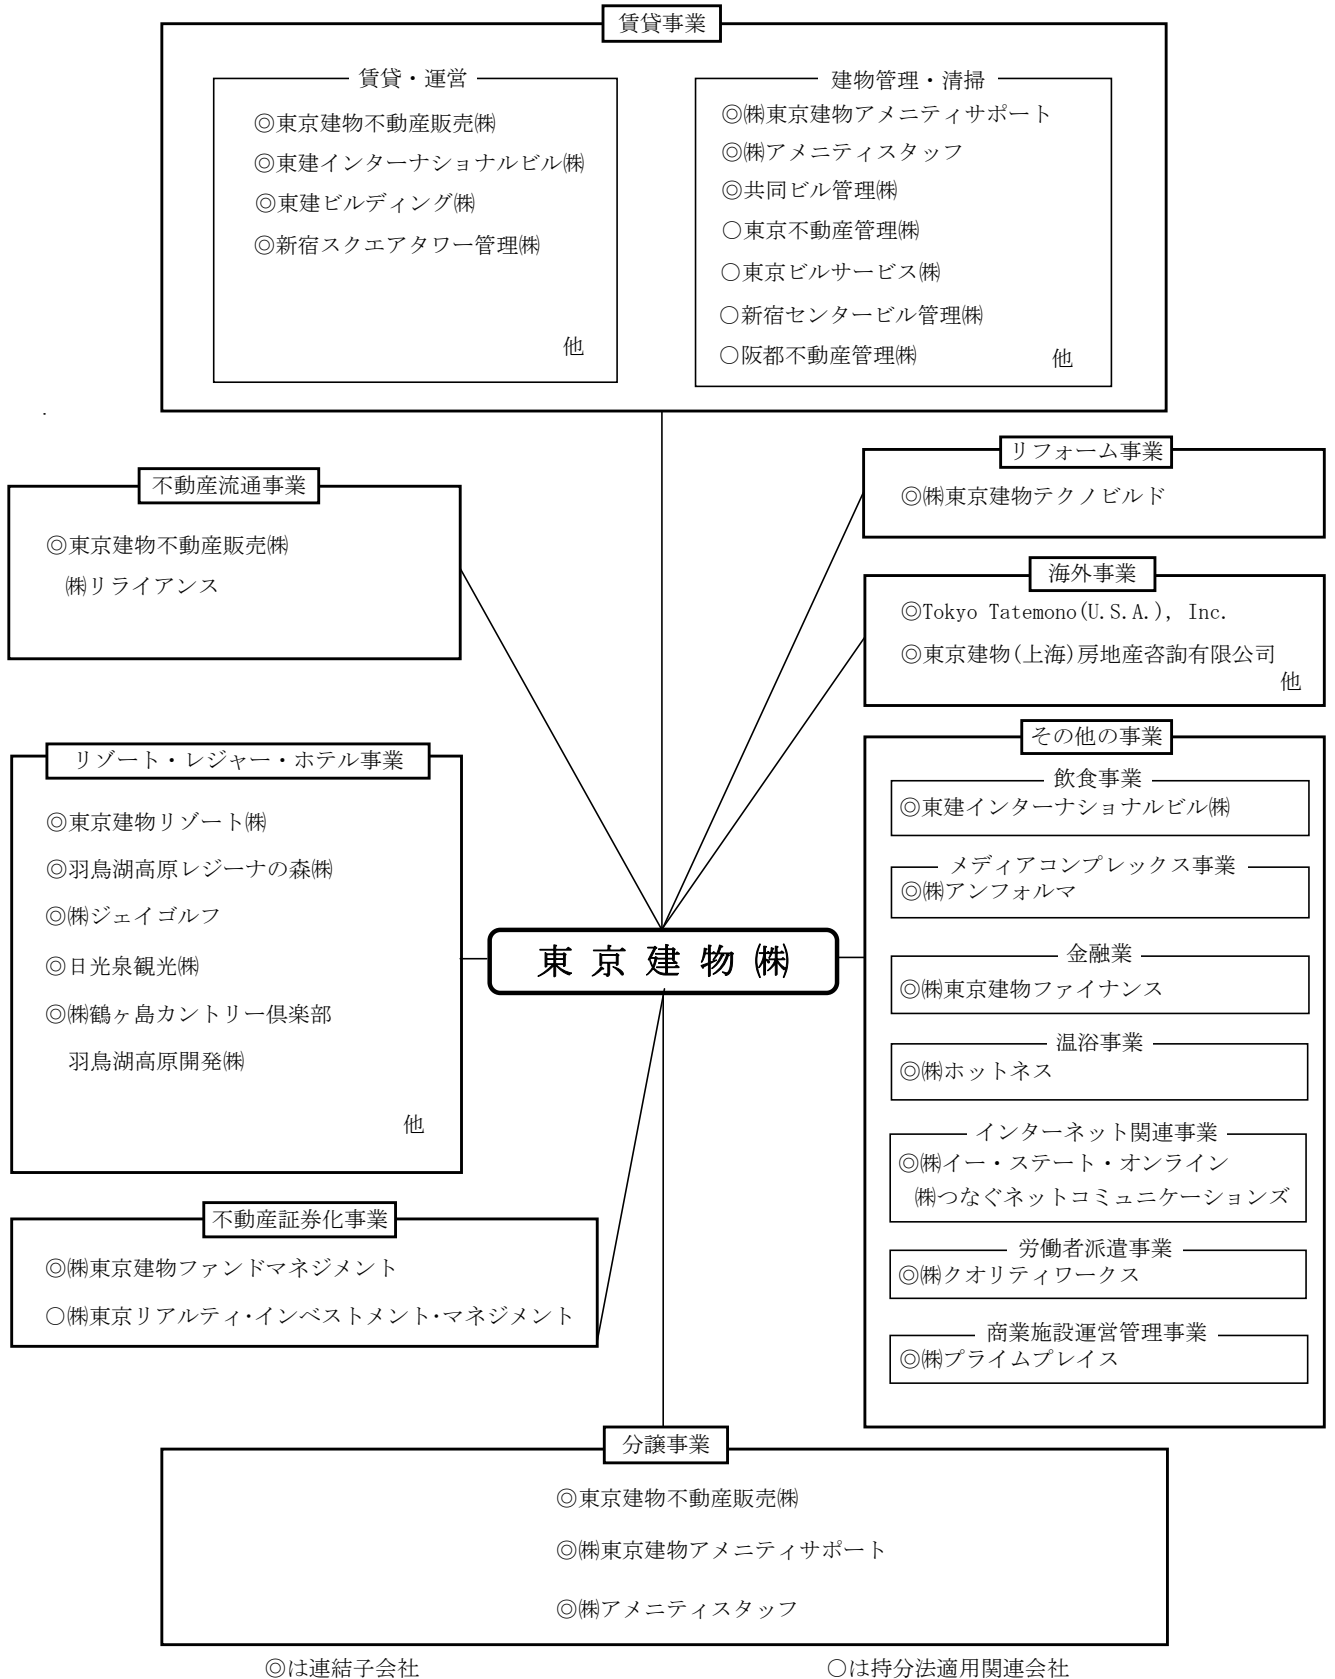 賃貸事業
賃貸・運営
◎東京建物不動産販売㈱
◎東建インターナショナルビル㈱
◎東建ビルディング㈱
◎新宿スクエアタワー管理㈱
他
建物管理・清掃
◎㈱東京建物アメニティサポート
◎㈱アメニティスタッフ
◎共同ビル管理㈱
○東京不動産管理㈱
○東京ビルサービス㈱
○新宿センタービル管理㈱
○阪都不動産管理㈱
他
不動産流通事業
◎東京建物不動産販売㈱
㈱リライアンス
リフォーム事業
◎㈱東京建物テクノビルド
海外事業
◎Tokyo Tatemono(U.S.A.), Inc.
◎東京建物(上海)房地産咨詢有限公司
他
リゾート・レジャー・ホテル事業
◎東京建物リゾート㈱
◎羽鳥湖高原レジーナの森㈱
◎㈱ジェイゴルフ
◎日光泉観光㈱
◎㈱鶴ヶ島カントリー倶楽部
羽鳥湖高原開発㈱
他
東京建物㈱
その他の事業
飲食事業
◎東建インターナショナルビル㈱
メディアコンプレックス事業
◎㈱アンフォルマ
金融業
◎㈱東京建物ファイナンス
温浴事業
◎㈱ホットネス
インターネット関連事業
◎㈱イー・ステート・オンライン
㈱つなぐネットコミュニケーションズ
労働者派遣事業
◎㈱クオリティワークス
商業施設運営管理事業
◎㈱プライムプレイス
不動産証券化事業
◎㈱東京建物ファンドマネジメント
○㈱東京リアルティ・インベストメント・マネジメント
分譲事業
◎東京建物不動産販売㈱
◎㈱東京建物アメニティサポート
◎㈱アメニティスタッフ
◎は連結子会社
○は持分法適用関連会社